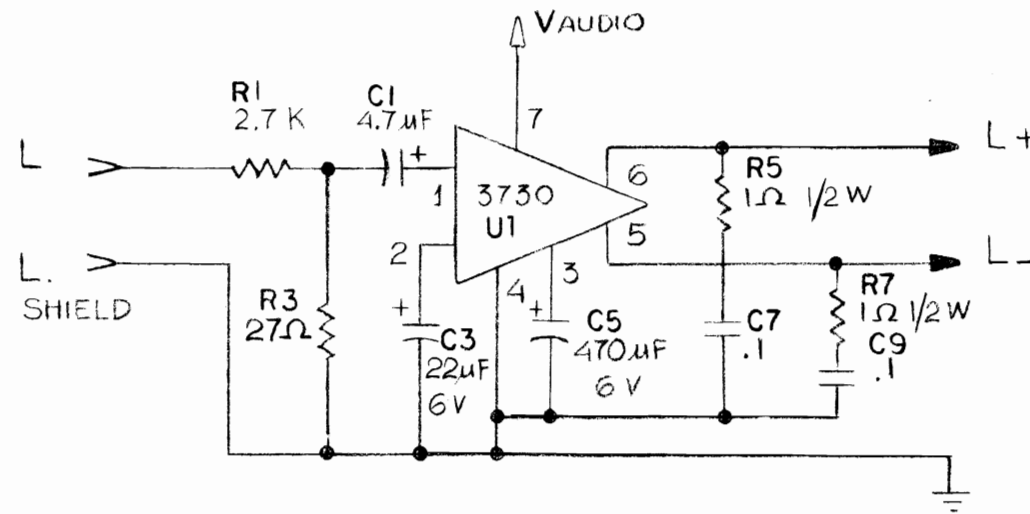 VAUDIO
R1
2.7 K
C1
4.7µF
+
7
L
1
3730
U1
6
R5
1Ω 1/2 W
L+
2
5
L-
L.
SHIELD
R3
27Ω
+
C3
22µF
6V
4
3
+
C5
470µF
6V
C7
.1
R7
1Ω 1/2W
C9
.1